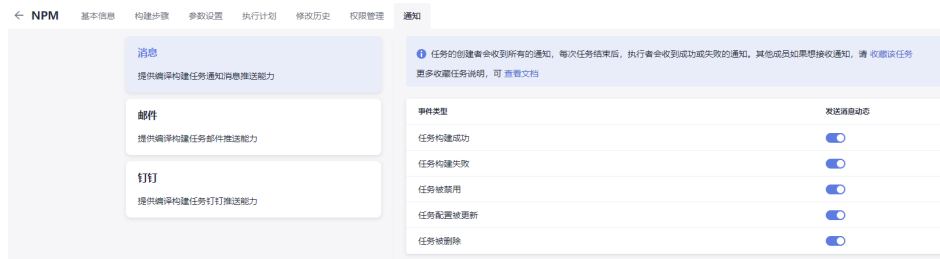 ← NPM 基本信息 构建步骤 参数设置 执行计划 修改历史 权限管理 通知
消息
提供编译构建任务通知消息推送能力
邮件
提供编译构建任务邮件推送能力
钉钉
提供编译构建任务钉钉推送能力
任务的创建者会收到所有的通知，每次任务结束后，执行者会收到成功或失败的通知。其他成员如果想接收通知，请 收藏该任务
更多收藏任务说明，可 查看文档
事件类型 发送消息动态
任务构建成功
任务构建失败
任务被禁用
任务配置被更新
任务被删除